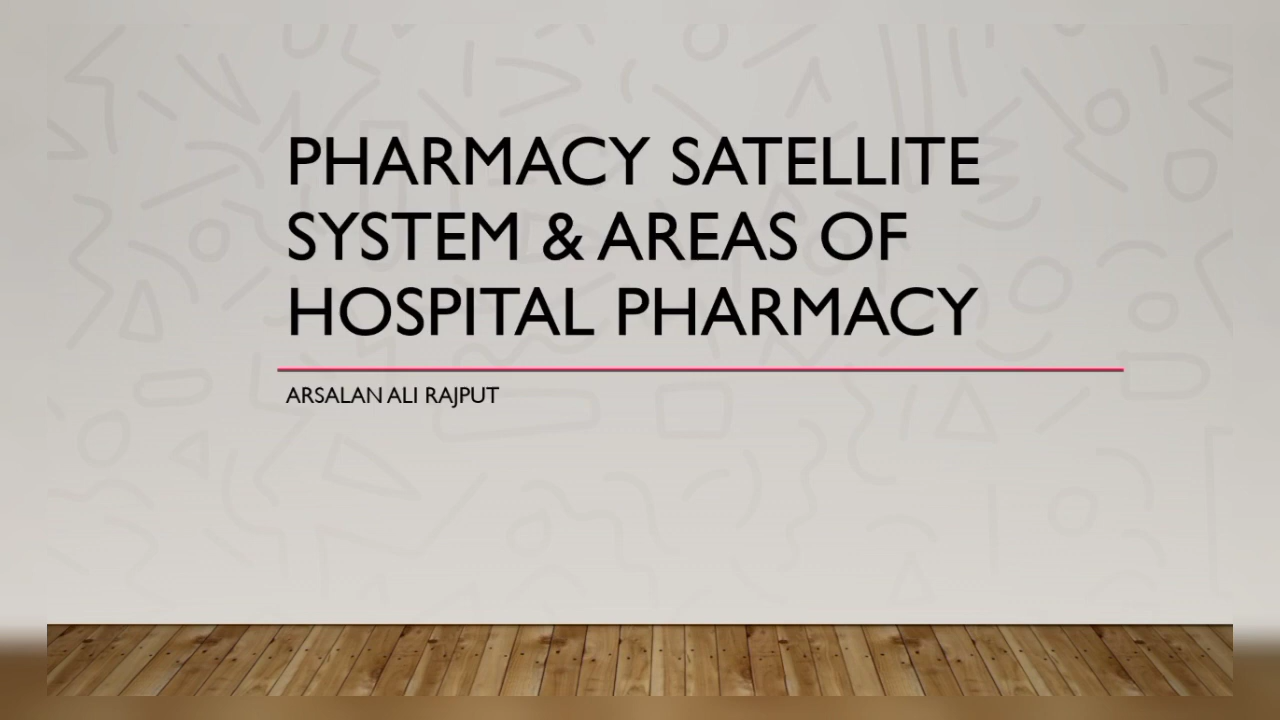 PHARMACY SATELLITE
SYSTEM & AREAS OF
HOSPITAL PHARMACY
ARSALAN ALI RAJPUT